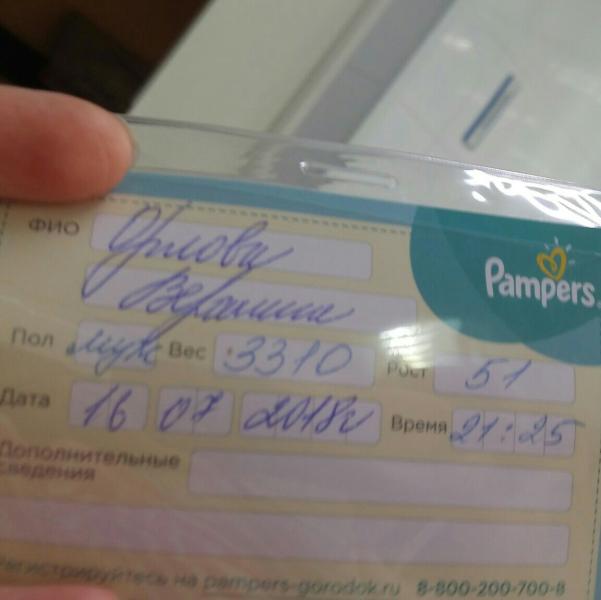 ФИО Орлова
Pampers
Пол муж Вес 3310 Рост 51
Дата 16 07 2018г Время 21:25
Дополнительные
сведения
Регистрируйтесь на pampers-gorodok.ru 8-800-200-700-8